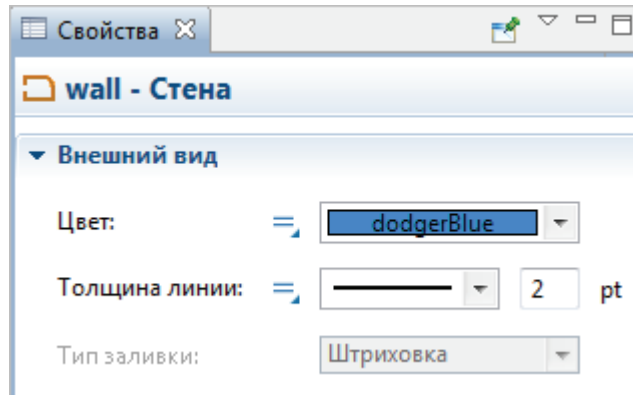 Свойства
wall - Стена
Внешний вид
Цвет: dodgerBlue
Толщина линии: 2 pt
Тип заливки: Штриховка